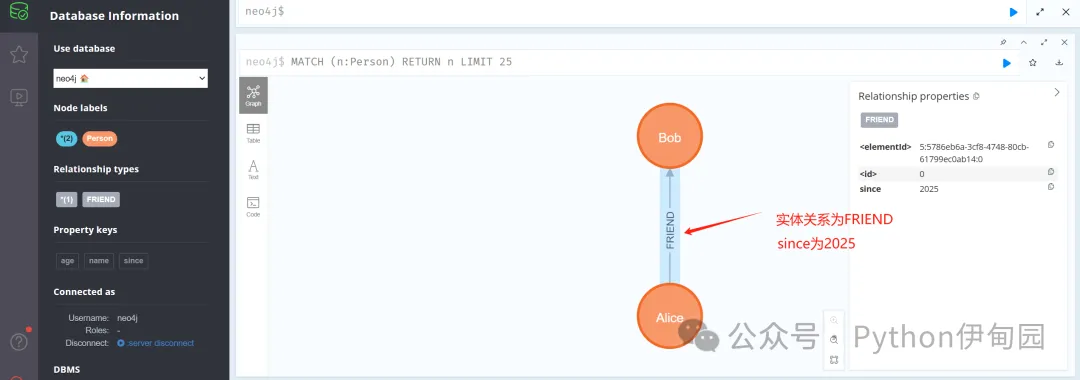 Database Information
Use database
neo4j
Node labels
*(2) Person
Relationship types
*(1) FRIEND
Property keys
age name since
Connected as
Username: neo4j
Roles: -
Disconnect: server disconnect
DBMS
neo4j$
neo4j$ MATCH (n:Person) RETURN n LIMIT 25
Graph
Table
Text
Code
Bob
FRIEND
Alice
实体关系为FRIEND
since为2025
Relationship properties
FRIEND
<elementId> 5:5786eb6a-3cf8-4748-80cb-
61799ec0ab14:0
<id> 0
since 2025
公众号 · Python伊甸园